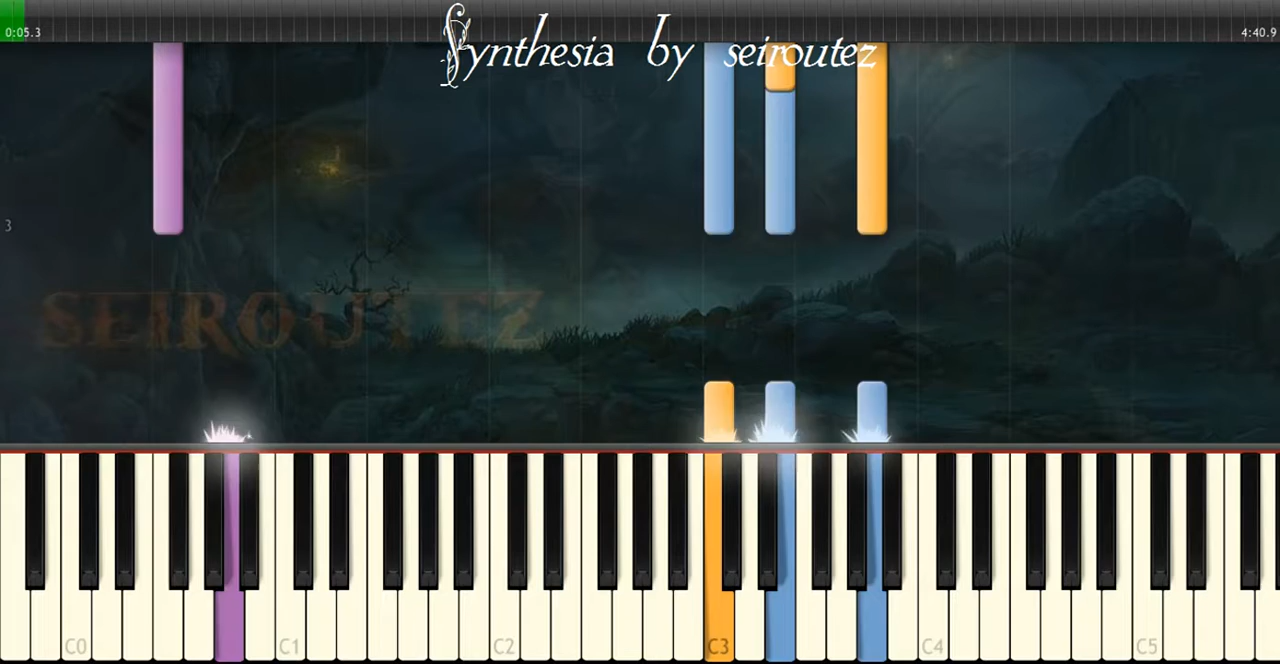 0:05.3
Synthesia by seiroutez
4:40.9
3
SEIROUTEZ
C0 C1 C2 C3 C4 C5